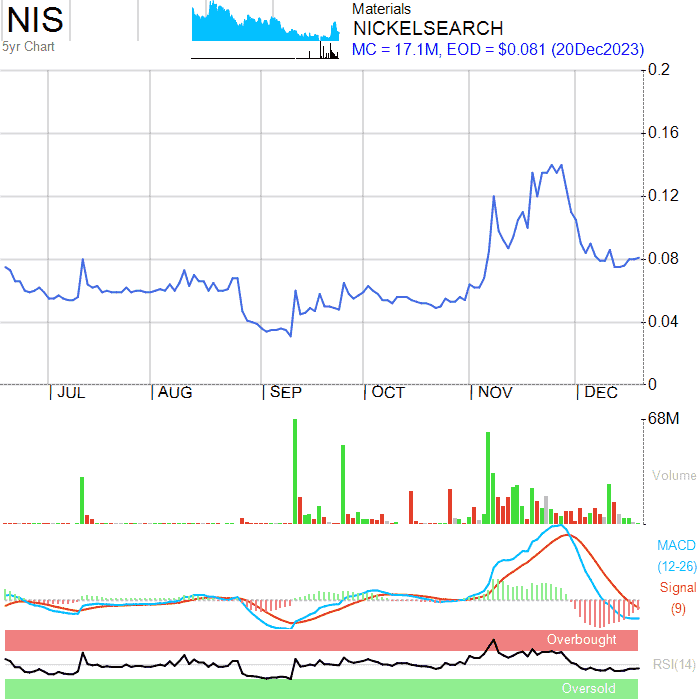 NIS
5yr Chart
Materials
NICKELSEARCH
MC = 17.1M, EOD = $0.081 (20Dec2023)
0.2
0.16
0.12
0.08
0.04
0
JUL AUG SEP OCT NOV DEC
68M
Volume
MACD
(12-26)
Signal
(9)
Overbought
RSI(14)
Oversold